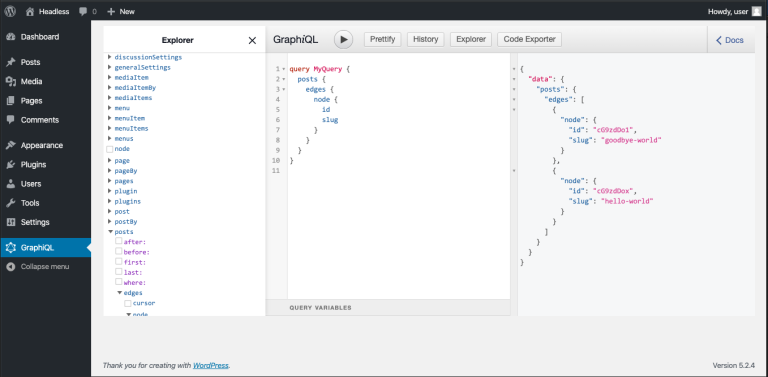 Headless 0 + New Howdy, user
Dashboard
Posts
Media
Pages
Comments
Appearance
Plugins
Users
Tools
Settings
GraphiQL
Collapse menu
Explorer
discussionSettings
generalSettings
mediaItem
mediaItemBy
mediaItems
menu
menuItem
menuItems
menus
node
page
pageBy
pages
plugin
plugins
post
postBy
posts
after:
before:
first:
last:
where:
edges
cursor
node
GraphiQL Prettify History Explorer Code Exporter Docs
1 query MyQuery {
2 posts {
3 edges {
4 node {
5 id
6 slug
7 }
8 }
9 }
10 }
11
QUERY VARIABLES
{
"data": {
"posts": {
"edges": [
{
"node": {
"id": "cG9zdDo1",
"slug": "goodbye-world"
}
},
{
"node": {
"id": "cG9zdDox",
"slug": "hello-world"
}
}
]
}
}
}
Thank you for creating with WordPress. Version 5.2.4